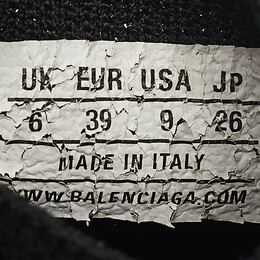 UK EUR USA JP
6 39 9 26
MADE IN ITALY
WWW.BALENCIAGA.COM